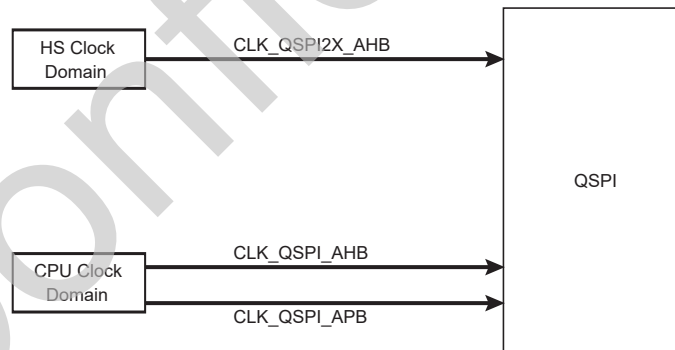 HS Clock
Domain
CLK_QSPI2X_AHB
QSPI
CPU Clock
Domain
CLK_QSPI_AHB
CLK_QSPI_APB